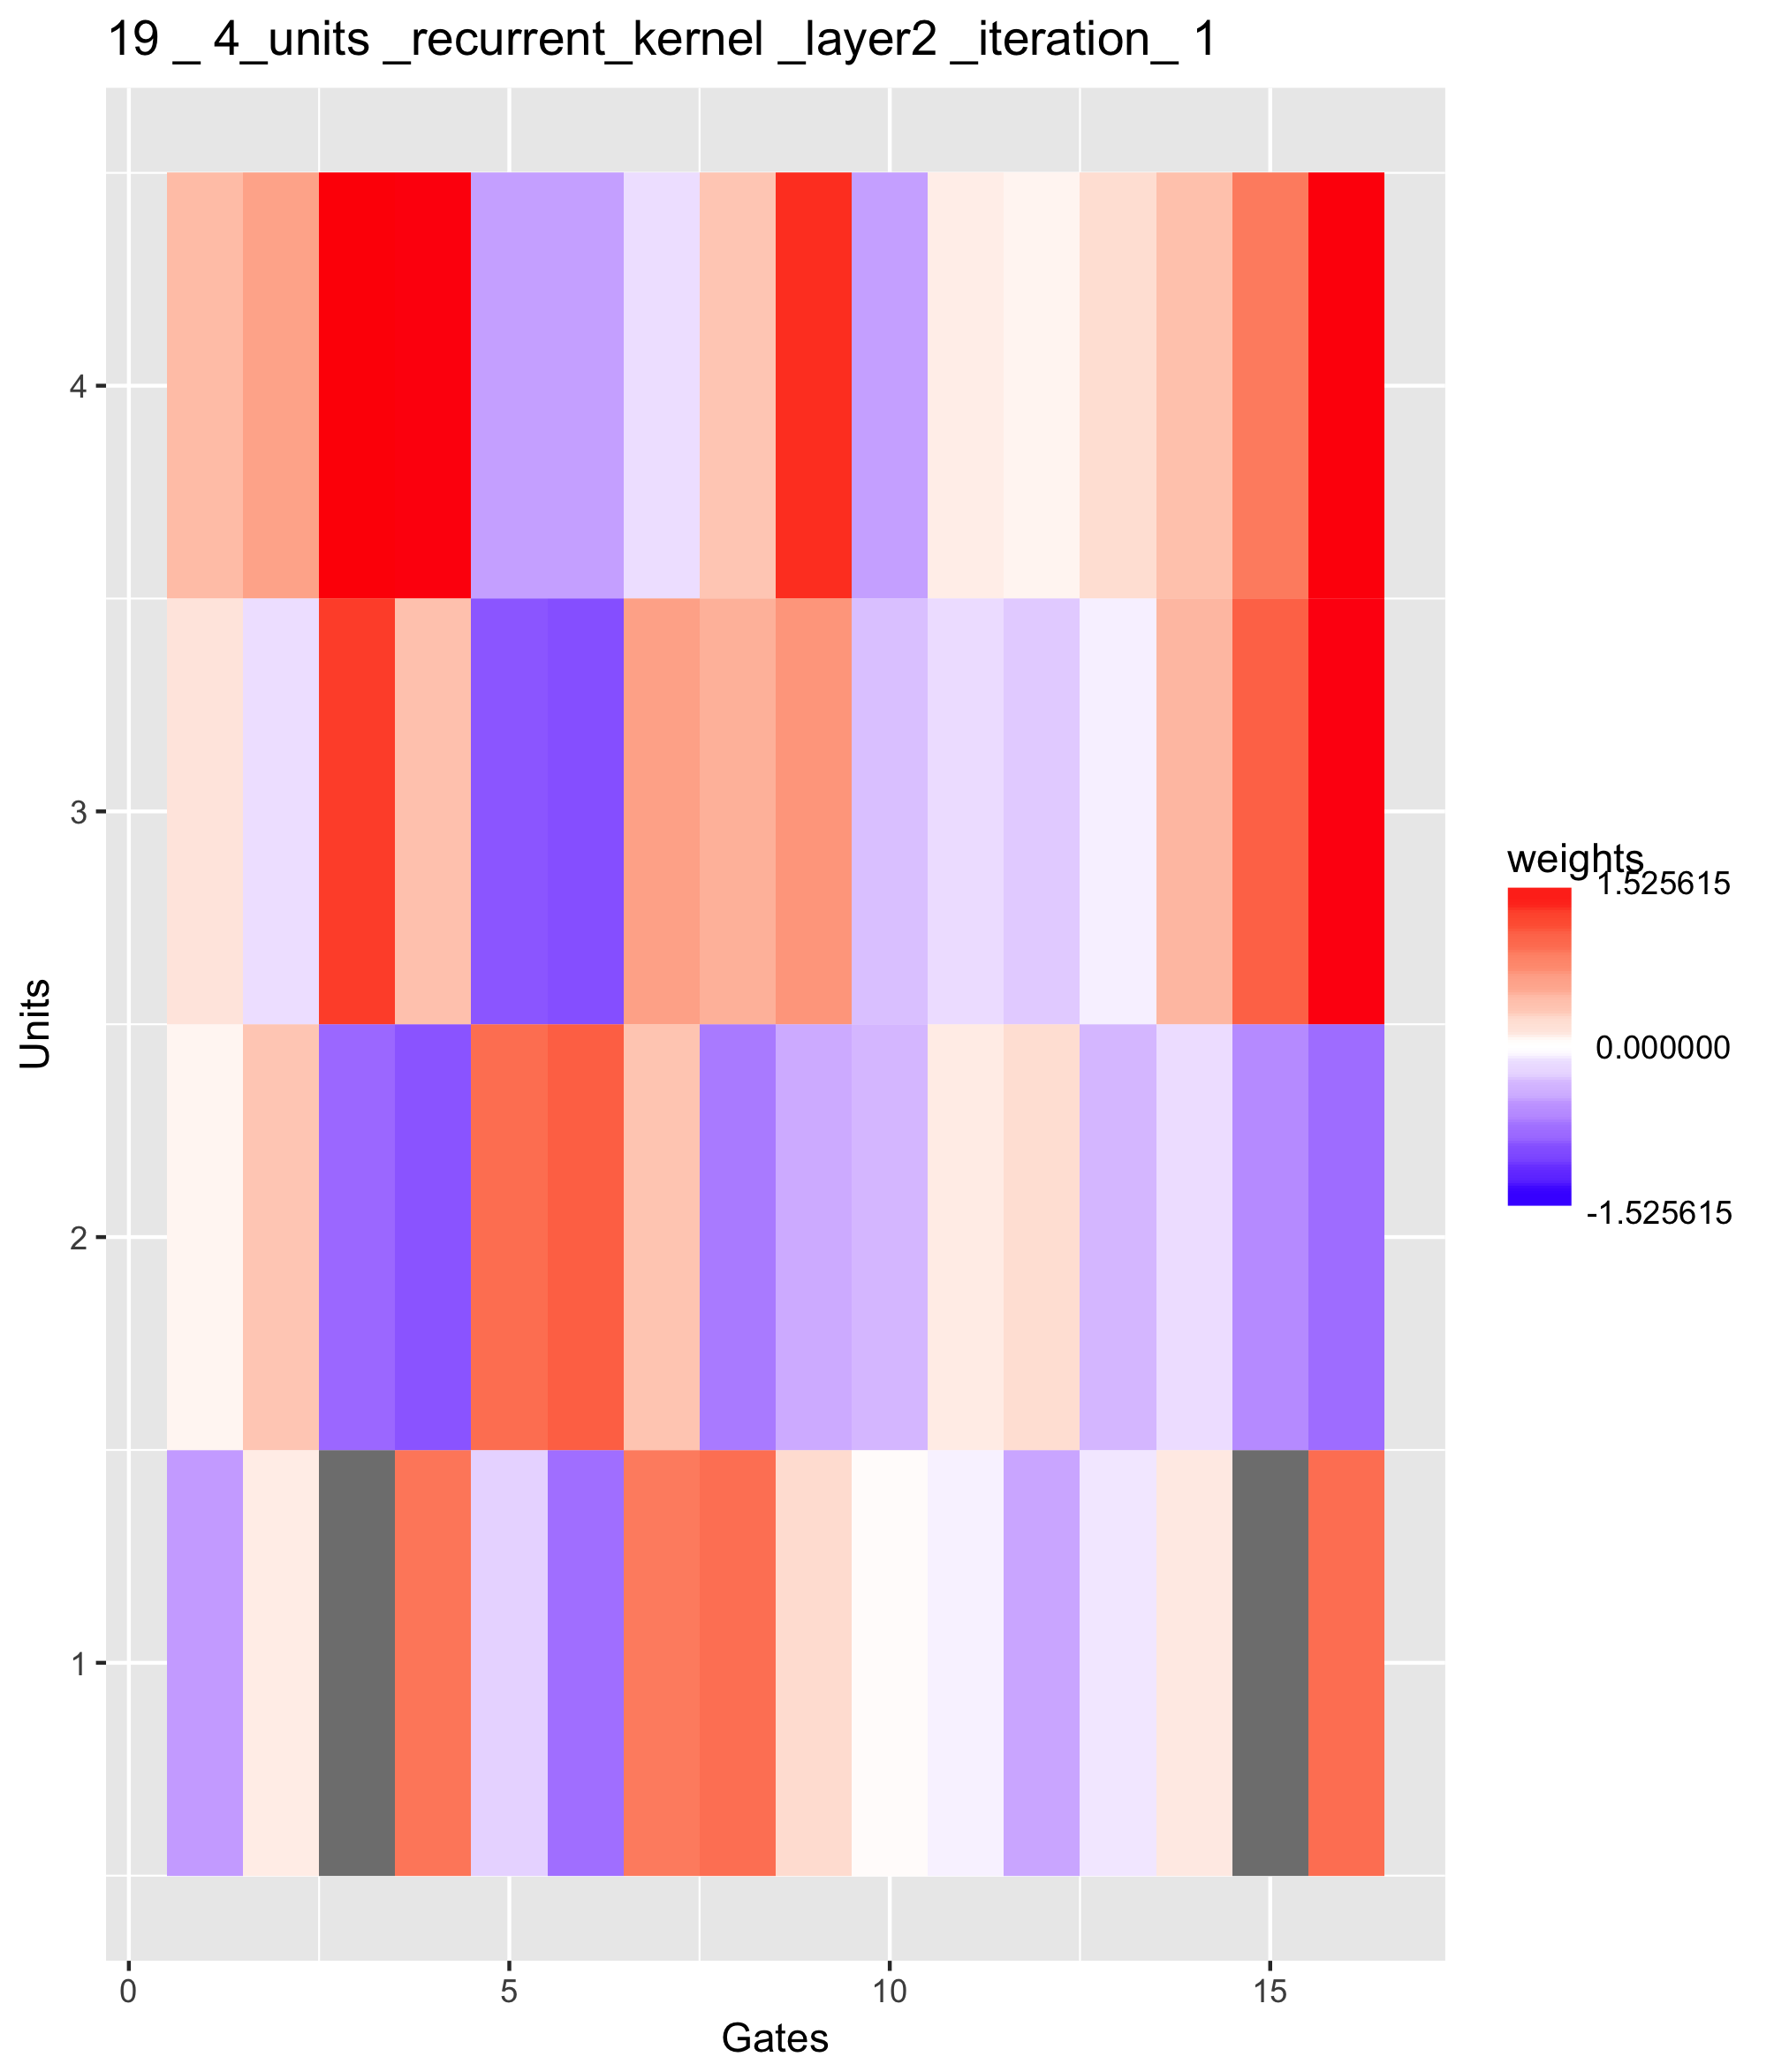 19 _ 4_units _recurrent_kernel _layer2 _iteration_ 1
4
3
2
1
Units
0
5
10
15
Gates
weights
1.525615
0.000000
-1.525615